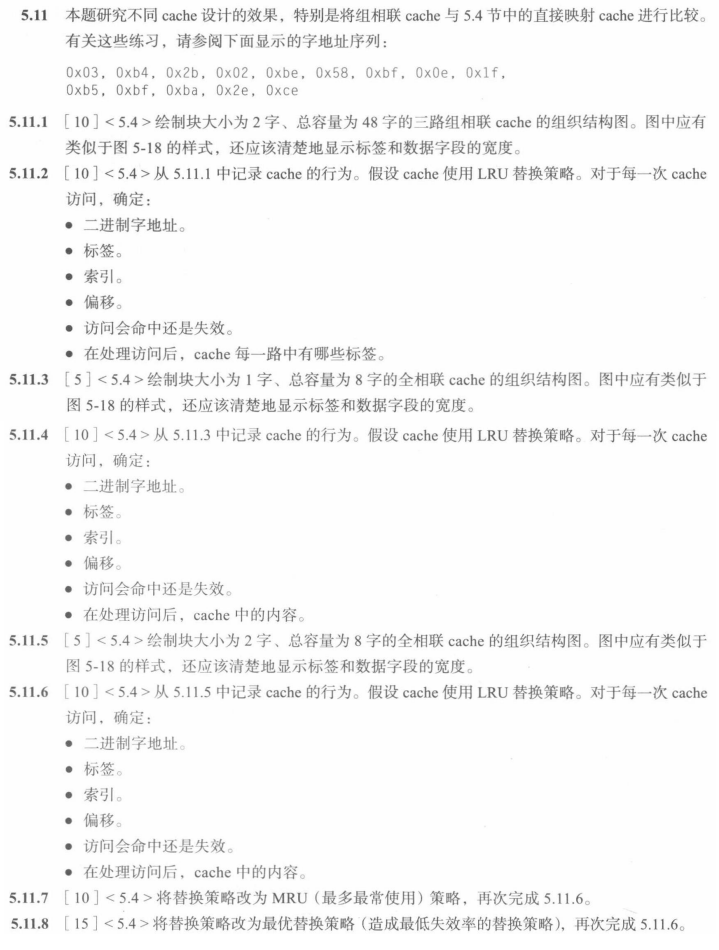 5.11 本题研究不同 cache 设计的效果，特别是将组相联 cache 与 5.4 节中的直接映射 cache 进行比较。
有关这些练习，请参阅下面显示的字地址序列：
0x03, 0xb4, 0x2b, 0x02, 0xbe, 0x58, 0xbf, 0x0e, 0x1f,
0xb5, 0xbf, 0xba, 0x2e, 0xce
5.11.1 ［10］<5.4>绘制块大小为 2 字、总容量为 48 字的三路组相联 cache 的组织结构图。图中应有
类似于图 5-18 的样式，还应该清楚地显示标签和数据字段的宽度。
5.11.2 ［10］<5.4>从 5.11.1 中记录 cache 的行为。假设 cache 使用 LRU 替换策略。对于每一次 cache
访问，确定：
● 二进制字地址。
● 标签。
● 索引。
● 偏移。
● 访问会命中还是失效。
● 在处理访问后，cache 每一路中有哪些标签。
5.11.3 ［5］<5.4>绘制块大小为 1 字、总容量为 8 字的全相联 cache 的组织结构图。图中应有类似于
图 5-18 的样式，还应该清楚地显示标签和数据字段的宽度。
5.11.4 ［10］<5.4>从 5.11.3 中记录 cache 的行为。假设 cache 使用 LRU 替换策略。对于每一次 cache
访问，确定：
● 二进制字地址。
● 标签。
● 索引。
● 偏移。
● 访问会命中还是失效。
● 在处理访问后，cache 中的内容。
5.11.5 ［5］<5.4>绘制块大小为 2 字、总容量为 8 字的全相联 cache 的组织结构图。图中应有类似于
图 5-18 的样式，还应该清楚地显示标签和数据字段的宽度。
5.11.6 ［10］<5.4>从 5.11.5 中记录 cache 的行为。假设 cache 使用 LRU 替换策略。对于每一次 cache
访问，确定：
● 二进制字地址。
● 标签。
● 索引。
● 偏移。
● 访问会命中还是失效。
● 在处理访问后，cache 中的内容。
5.11.7 ［10］<5.4>将替换策略改为 MRU（最多最常使用）策略，再次完成 5.11.6。
5.11.8 ［15］<5.4>将替换策略改为最优替换策略（造成最低失效率的替换策略），再次完成 5.11.6。